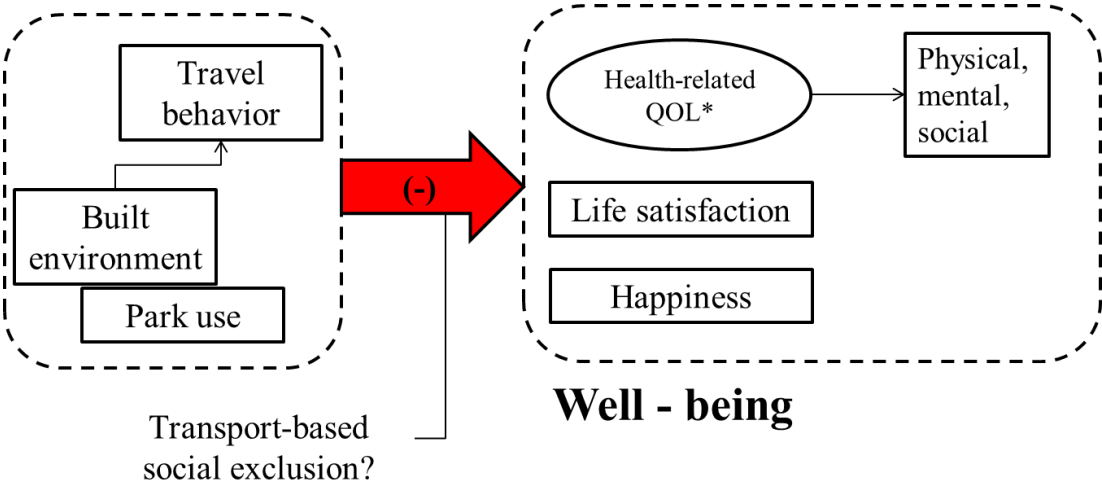 Travel
behavior
Built
environment
Park use
(-)
Transport-based
social exclusion?
Health-related
QOL*
Physical,
mental,
social
Life satisfaction
Happiness
Well - being